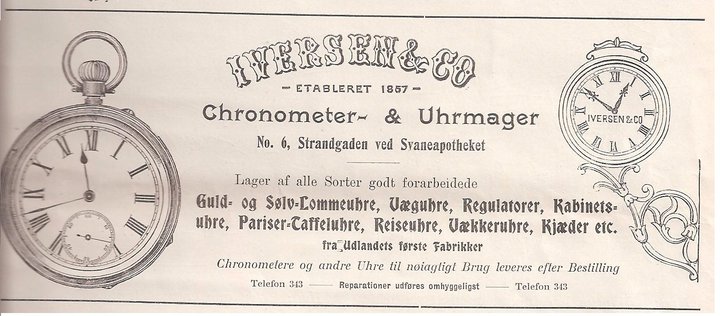 IVERSEN & CO
— ETABLERET 1857 —
Chronometer- & Uhrmager
No. 6, Strandgaden ved Svaneapotheket
Lager af alle Sorter godt forarbeidede
Guld- og Sølv-Lommeuhre, Væguhre, Regulatorer, Kabinets-
uhre, Pariser-Taffeluhre, Reiseuhre, Vækkeruhre, Kjæder etc.
fra Udlandets første Fabrikker
Chronometere og andre Uhre til nøiagtigt Brug leveres efter Bestilling
Telefon 343 — Reparationer udføres omhyggeligst — Telefon 343
IVERSEN & CO